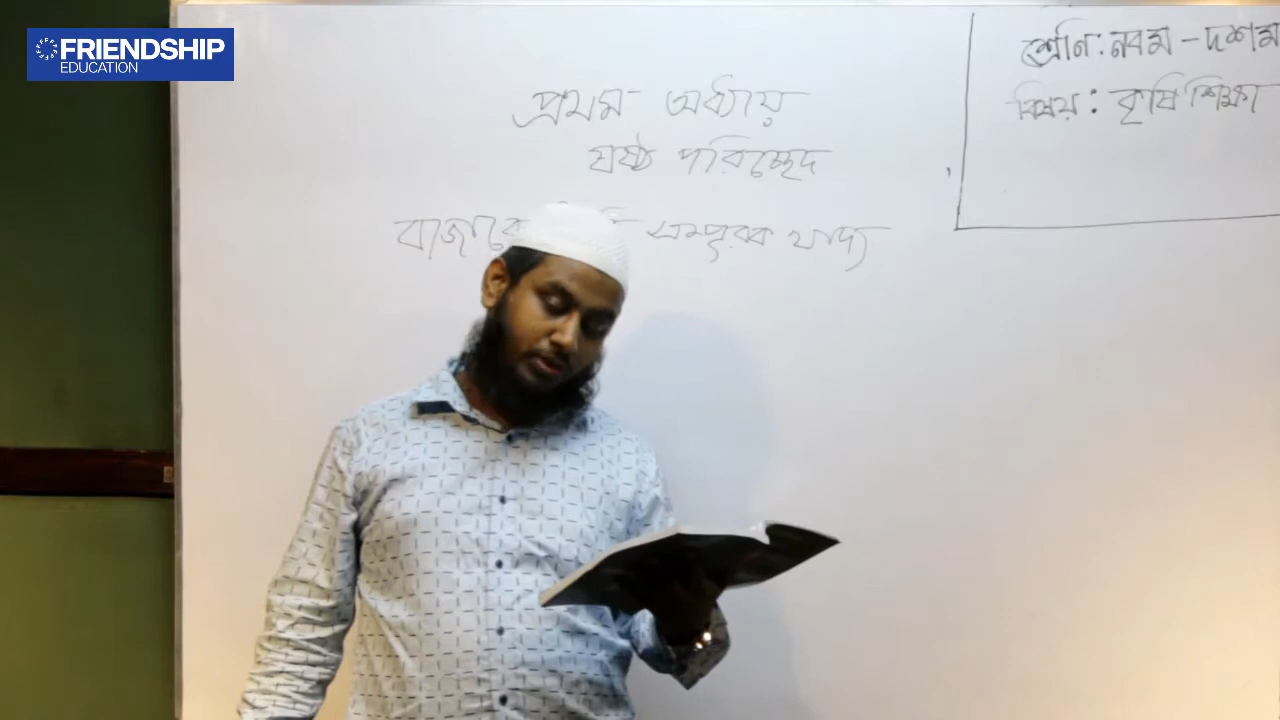 FRIENDSHIP
EDUCATION
শ্রেণি : নবম - দশম
বিষয় : কৃষি শিক্ষা
প্রথম অধ্যায়
ষষ্ঠ পরিচ্ছেদ
সম্পূরক খাদ্য